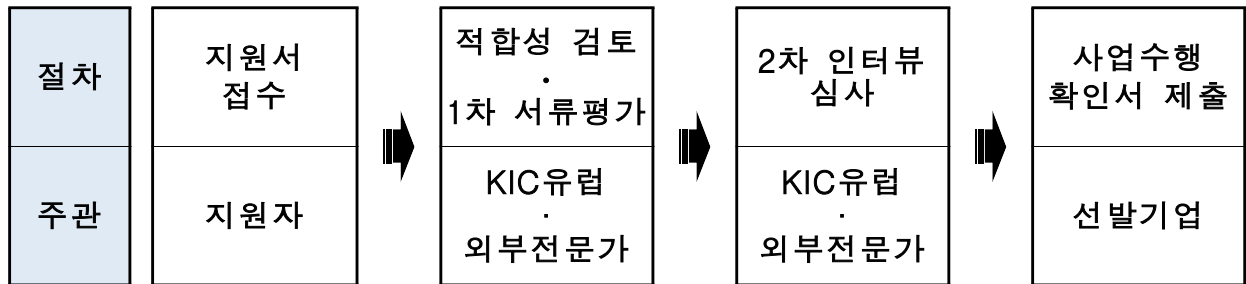 절차
지원서
접수
적합성 검토
·
1차 서류평가
2차 인터뷰
심사
사업수행
확인서 제출
주관
지원자
KIC유럽
·
외부전문가
KIC유럽
·
외부전문가
선발기업